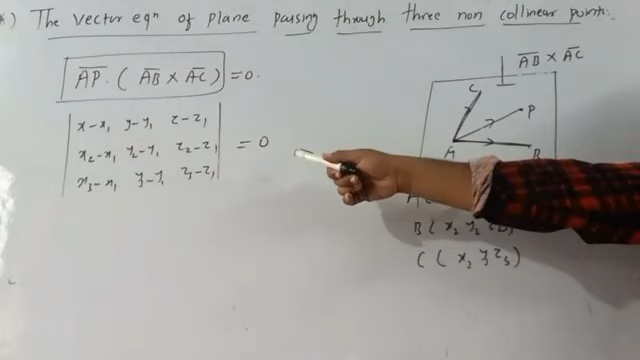 The vector eqn of plane passing through three non collinear points:.
AP. ( AB × AC ) = 0.
x-x₁ y-y₁ z-z₁
x₂-x₁ y₂-y₁ z₂-z₁ = 0
x₃-x₁ y₃-y₁ z₃-z₁
AB × AC
C
P
A
B
A
B( x₂ y₂
C( x₃ y₃ z₃)